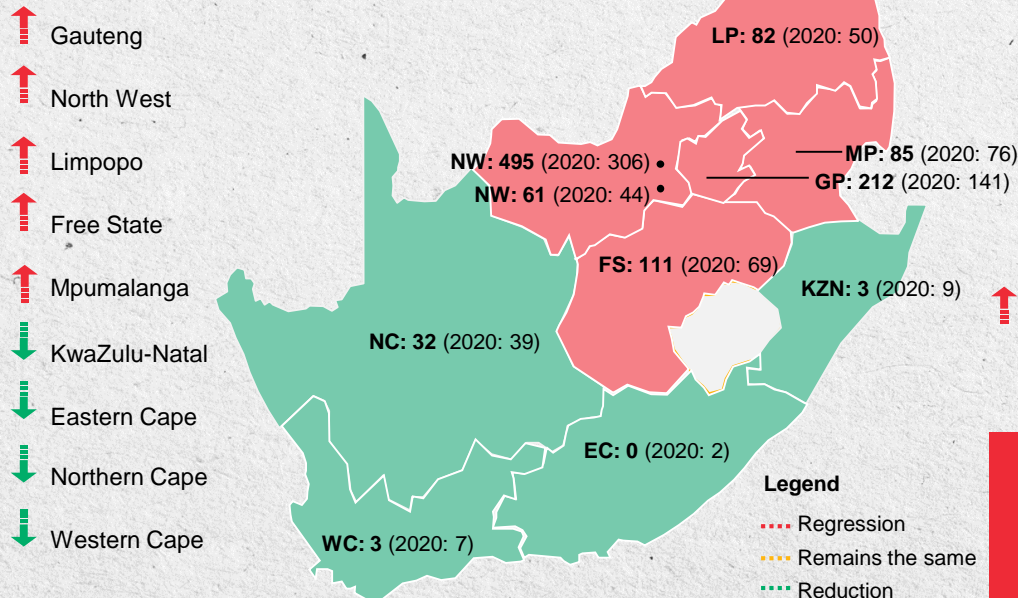 Gauteng
North West
Limpopo
Free State
Mpumalanga
KwaZulu-Natal
Eastern Cape
Northern Cape
Western Cape
LP: 82 (2020: 50)
NW: 495 (2020: 306)
NW: 61 (2020: 44)
MP: 85 (2020: 76)
GP: 212 (2020: 141)
FS: 111 (2020: 69)
KZN: 3 (2020: 9)
NC: 32 (2020: 39)
EC: 0 (2020: 2)
WC: 3 (2020: 7)
Legend
Regression
Remains the same
Reduction